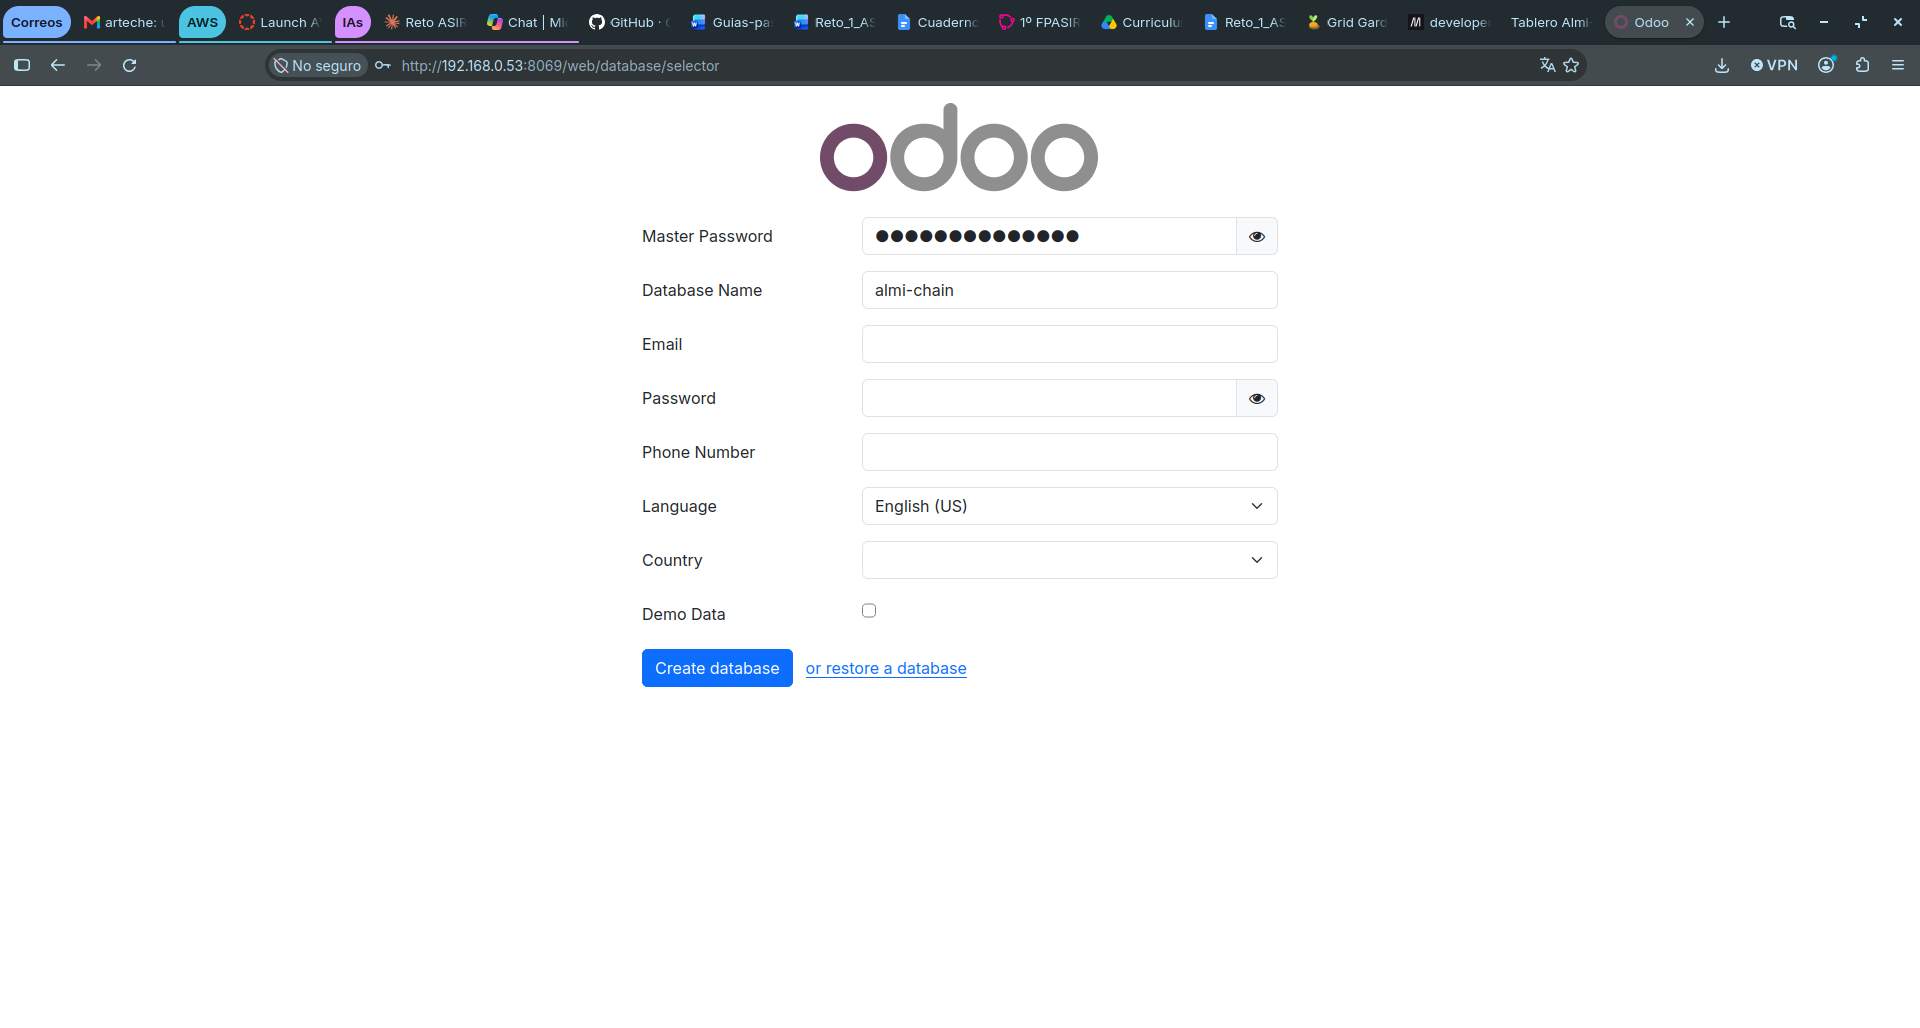 Correos arteche: AWS Launch A IAs Reto ASIR Chat | Mi GitHub · Guias-pa Reto_1_AS Cuaderno 1º FPASIR Curriculu Reto_1_AS Grid Gard develope Tablero Almi- Odoo
No seguro http://192.168.0.53:8069/web/database/selector VPN
odoo
Master Password ●●●●●●●●●●●●●●
Database Name almi-chain
Email
Password
Phone Number
Language English (US)
Country
Demo Data
Create database or restore a database